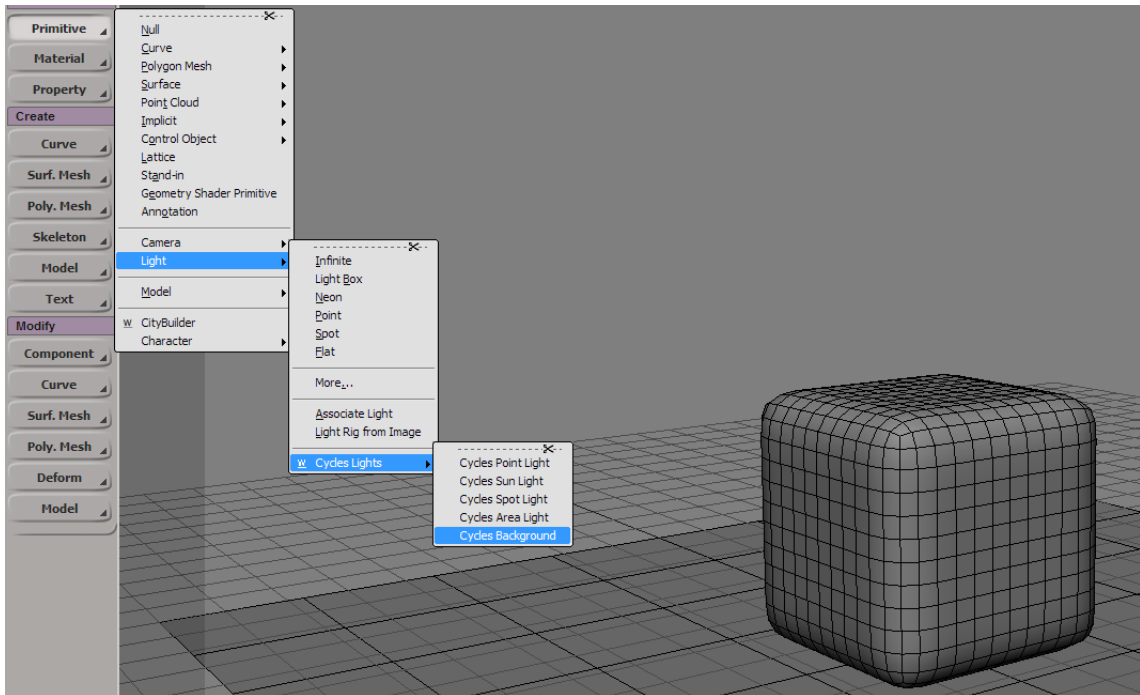 Primitive
Material
Property
Create
Curve
Surf. Mesh
Poly. Mesh
Skeleton
Model
Text
Modify
Component
Curve
Surf. Mesh
Poly. Mesh
Deform
Model
Null
Curve
Polygon Mesh
Surface
Point Cloud
Implicit
Control Object
Lattice
Stand-in
Geometry Shader Primitive
Annotation
Camera
Light
Model
W CityBuilder
Character
Infinite
Light Box
Neon
Point
Spot
Flat
More...
Associate Light
Light Rig from Image
W Cycles Lights
Cycles Point Light
Cycles Sun Light
Cycles Spot Light
Cycles Area Light
Cycles Background